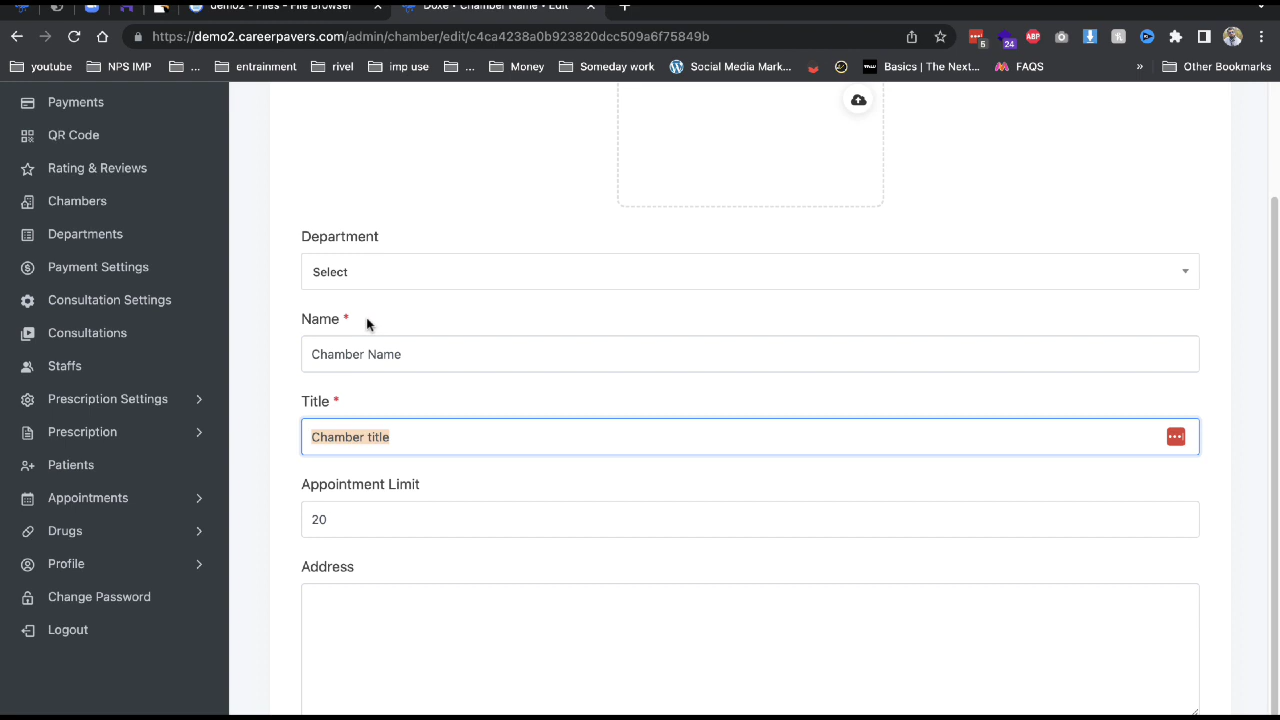 demo2 - Files - File Browser
Doxe • Chamber Name • Edit
https://demo2.careerpavers.com/admin/chamber/edit/c4ca4238a0b923820dcc509a6f75849b
5
24
ABP
youtube
NPS IMP
...
entrainment
rivel
imp use
...
Money
Someday work
Social Media Mark...
Basics | The Next...
FAQS
»
Other Bookmarks
Payments
QR Code
Rating & Reviews
Chambers
Departments
Payment Settings
Consultation Settings
Consultations
Staffs
Prescription Settings
Prescription
Patients
Appointments
Drugs
Profile
Change Password
Logout
Department
Select
Name *
Chamber Name
Title *
Chamber title
Appointment Limit
20
Address